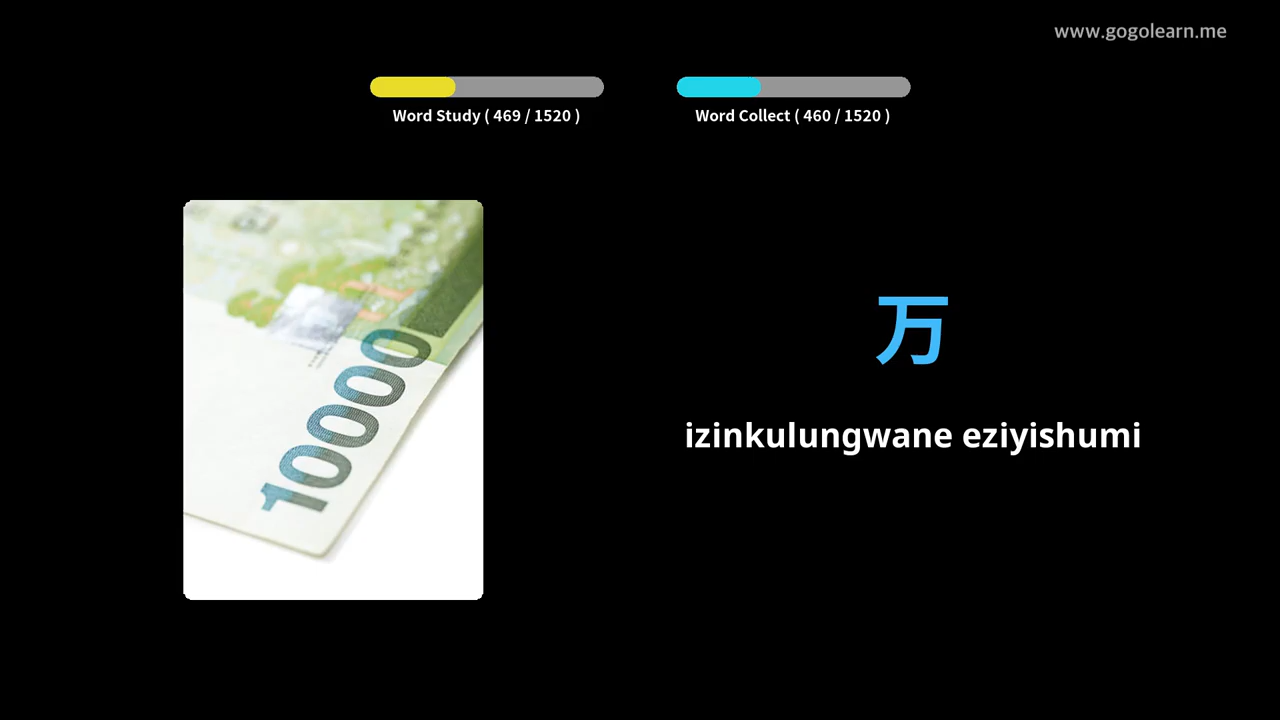 www.gogolearn.me
Word Study ( 469 / 1520 )
Word Collect ( 460 / 1520 )
10000
万
izinkulungwane eziyishumi